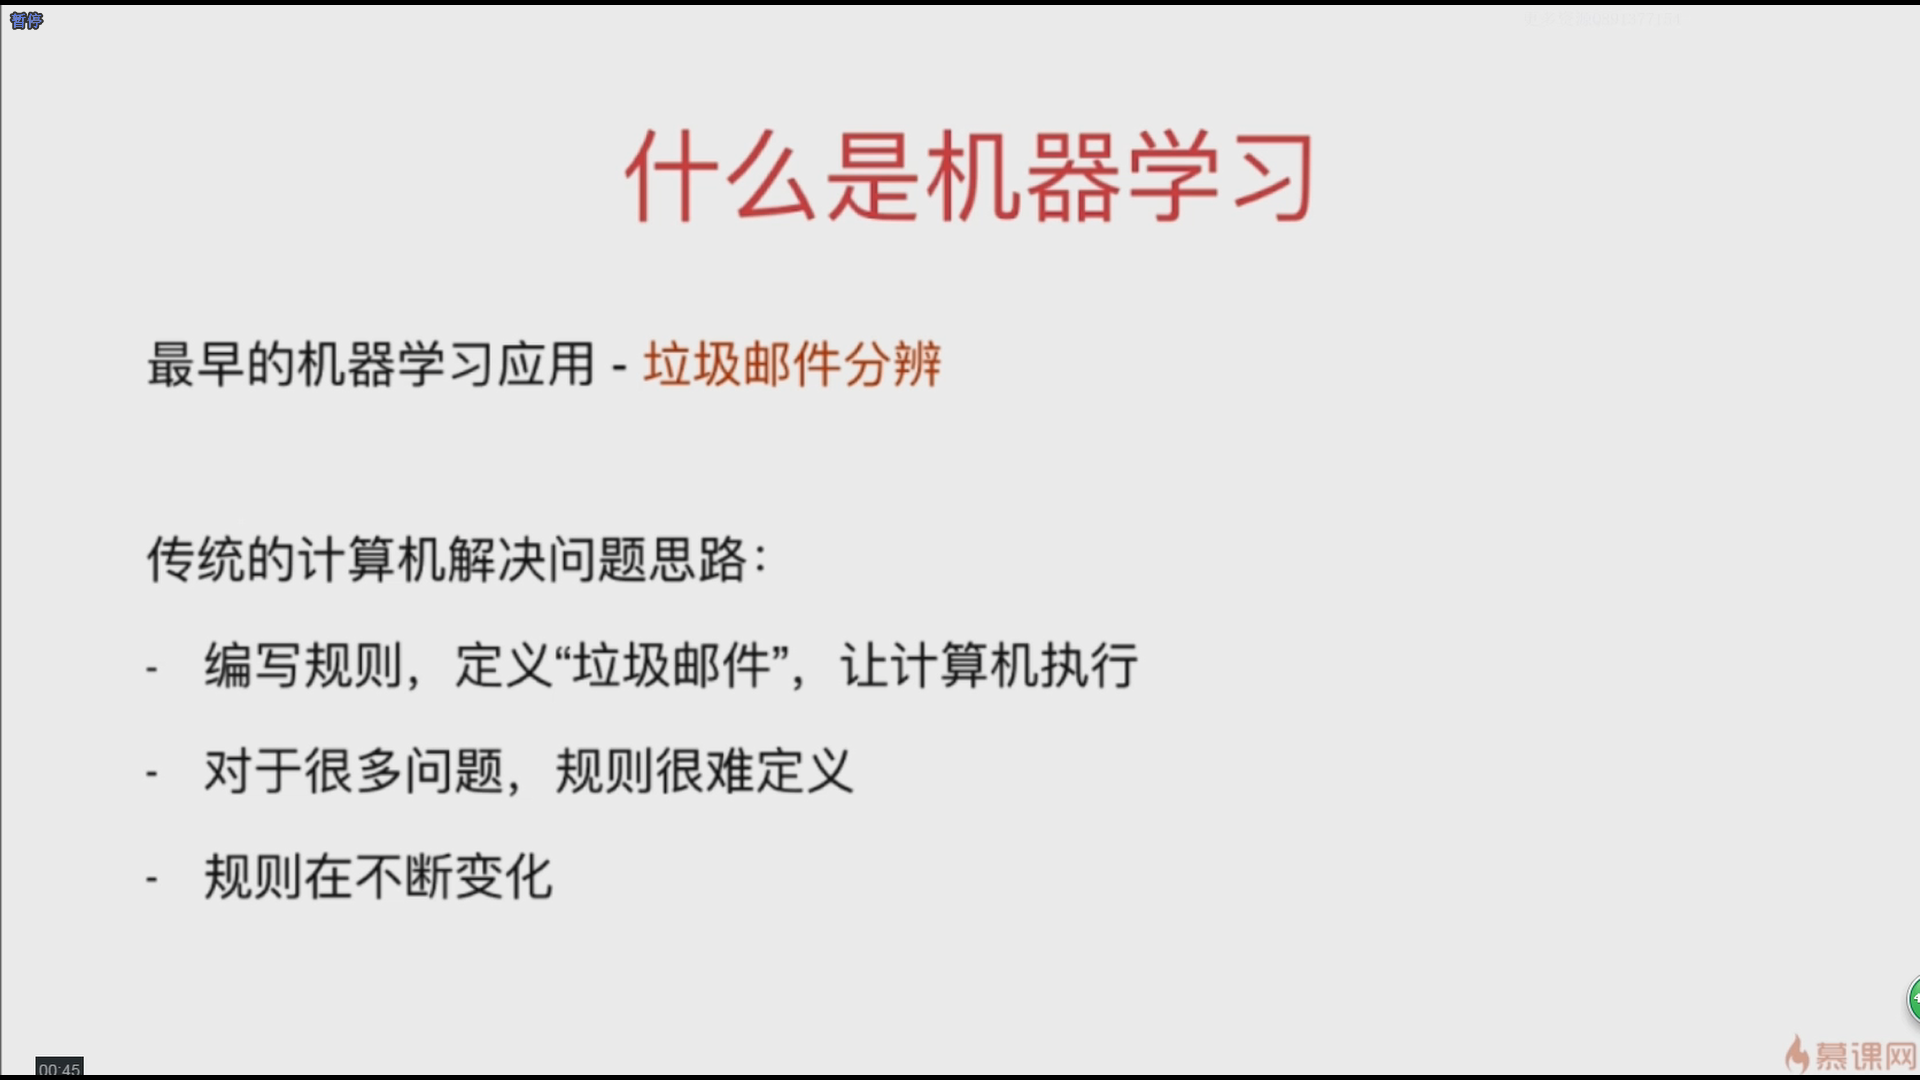 暂停
什么是机器学习
最早的机器学习应用 - 垃圾邮件分辨
传统的计算机解决问题思路：
- 编写规则，定义“垃圾邮件”，让计算机执行
- 对于很多问题，规则很难定义
- 规则在不断变化
00:45
慕课网